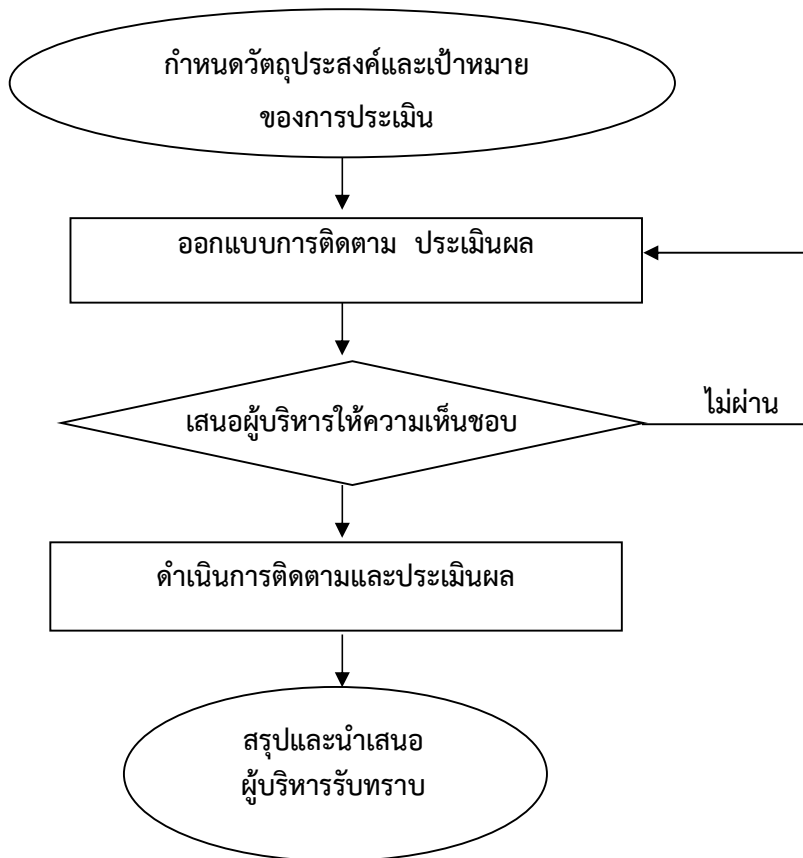 กำหนดวัตถุประสงค์และเป้าหมาย
ของการประเมิน
ออกแบบการติดตาม ประเมินผล
เสนอผู้บริหารให้ความเห็นชอบ
ไม่ผ่าน
ดำเนินการติดตามและประเมินผล
สรุปและนำเสนอ
ผู้บริหารรับทราบ